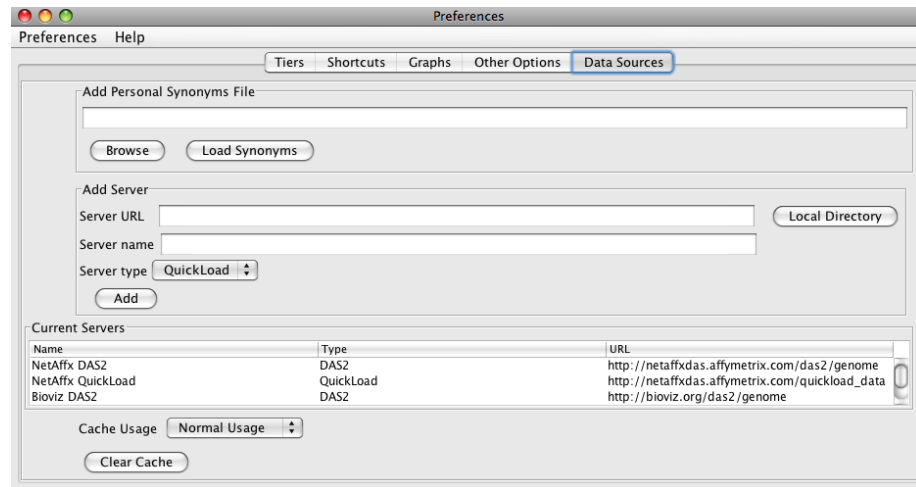 Preferences
Preferences Help
Tiers Shortcuts Graphs Other Options Data Sources
Add Personal Synonyms File
Browse Load Synonyms
Add Server
Server URL Local Directory
Server name
Server type QuickLoad
Add
Current Servers
Name Type URL
NetAffx DAS2 DAS2 http://netaffxdas.affymetrix.com/das2/genome
NetAffx QuickLoad QuickLoad http://netaffxdas.affymetrix.com/quickload_data
Bioviz DAS2 DAS2 http://bioviz.org/das2/genome
Cache Usage Normal Usage
Clear Cache